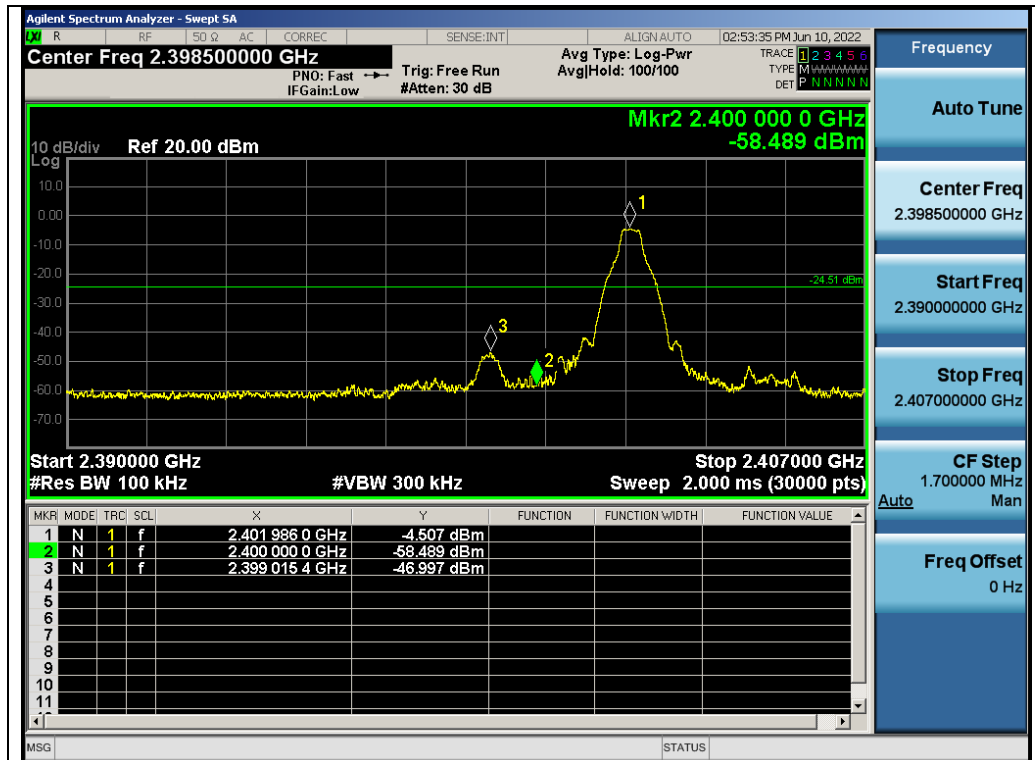 Agilent Spectrum Analyzer - Swept SA
LXI R RF 50 Ω AC CORREC SENSE:INT ALIGN AUTO 02:53:35 PM Jun 10, 2022
Center Freq 2.398500000 GHz
PNO: Fast
IFGain:Low
Trig: Free Run
#Atten: 30 dB
Avg Type: Log-Pwr
Avg|Hold: 100/100
TRACE 1 2 3 4 5 6
TYPE M
DET P N N N N N
Mkr2 2.400 000 0 GHz
-58.489 dBm
10 dB/div Ref 20.00 dBm
Log
10.0
0.00
-10.0
-20.0
-30.0
-40.0
-50.0
-60.0
-70.0
1
-24.51 dBm
3
2
Start 2.390000 GHz Stop 2.407000 GHz
#Res BW 100 kHz #VBW 300 kHz Sweep 2.000 ms (30000 pts)
MKR MODE TRC SCL X Y FUNCTION FUNCTION WIDTH FUNCTION VALUE
1 N 1 f 2.401 986 0 GHz -4.507 dBm
2 N 1 f 2.400 000 0 GHz -58.489 dBm
3 N 1 f 2.399 015 4 GHz -46.997 dBm
4
5
6
7
8
9
10
11
MSG STATUS
Frequency
Auto Tune
Center Freq
2.398500000 GHz
Start Freq
2.390000000 GHz
Stop Freq
2.407000000 GHz
CF Step
1.700000 MHz
Auto Man
Freq Offset
0 Hz